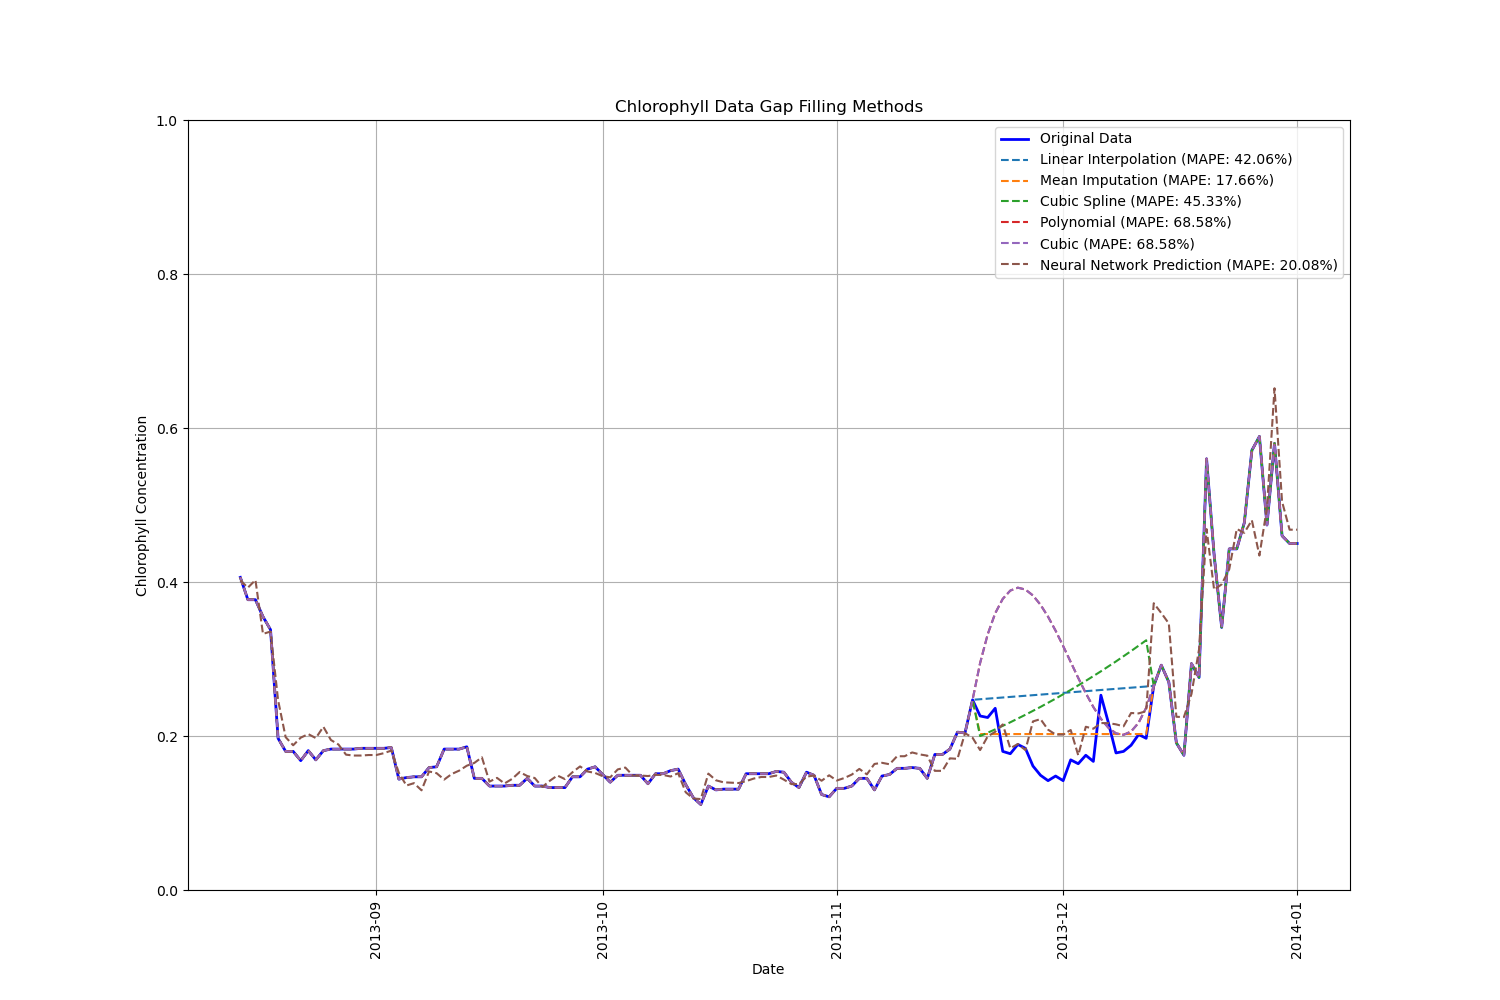 Chlorophyll Data Gap Filling Methods
Original Data
Linear Interpolation (MAPE: 42.06%)
Mean Imputation (MAPE: 17.66%)
Cubic Spline (MAPE: 45.33%)
Polynomial (MAPE: 68.58%)
Cubic (MAPE: 68.58%)
Neural Network Prediction (MAPE: 20.08%)
Chlorophyll Concentration
1.0
0.8
0.6
0.4
0.2
0.0
2013-09
2013-10
2013-11
2013-12
2014-01
Date